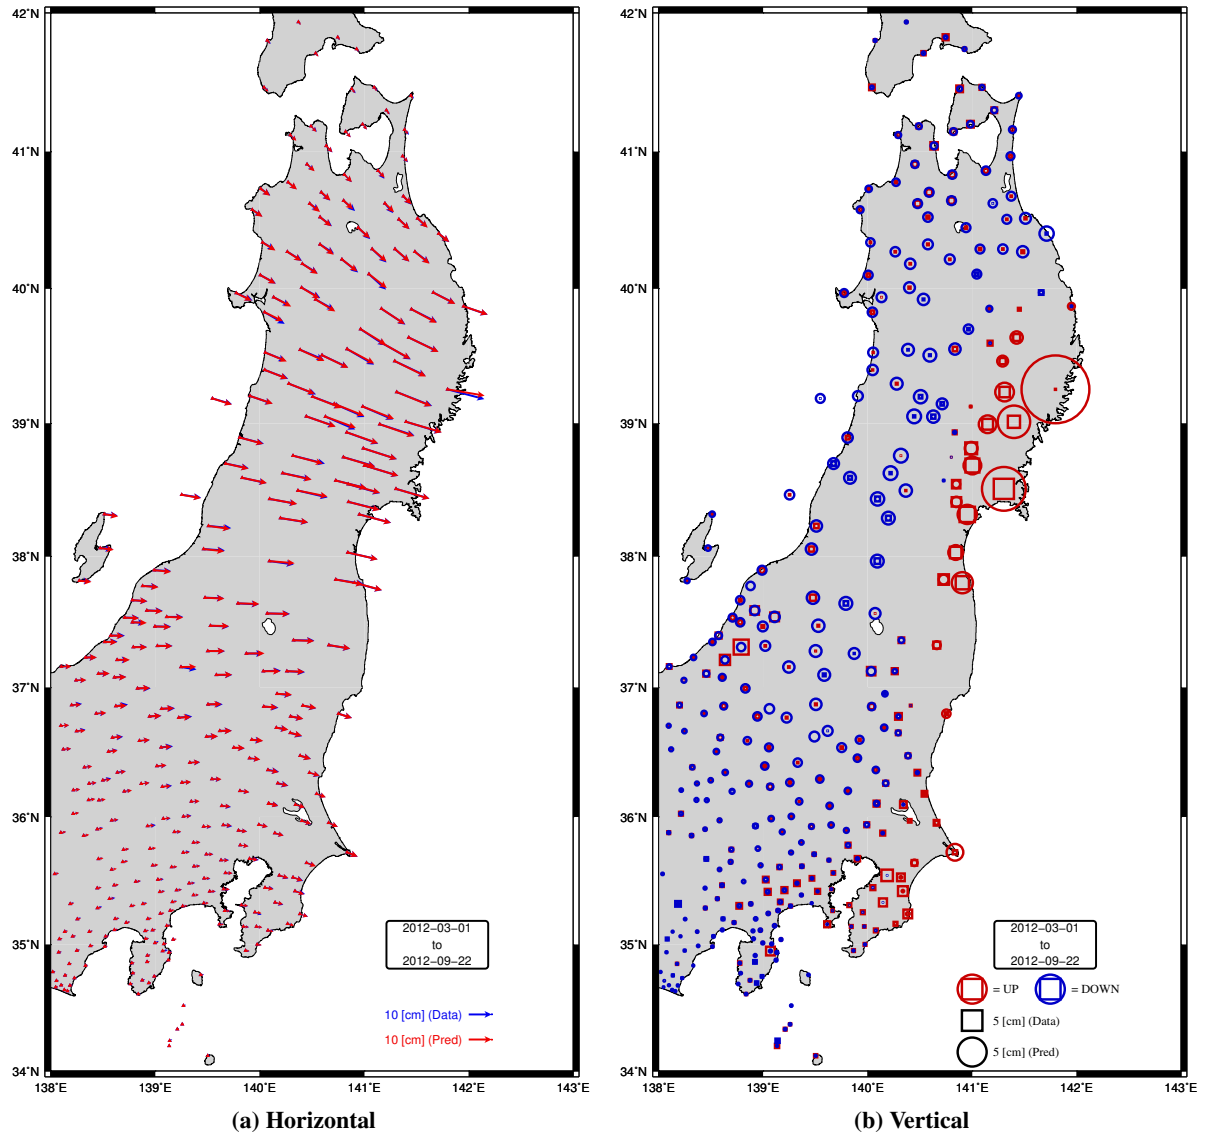 42˚N
41˚N
40˚N
39˚N
38˚N
37˚N
36˚N
35˚N
34˚N
138˚E 139˚E 140˚E 141˚E 142˚E 143˚E
2012−03−01
to
2012−09−22
10 [cm] (Data)
10 [cm] (Pred)
(a) Horizontal
42˚N
41˚N
40˚N
39˚N
38˚N
37˚N
36˚N
35˚N
34˚N
138˚E 139˚E 140˚E 141˚E 142˚E 143˚E
2012−03−01
to
2012−09−22
= UP = DOWN
5 [cm] (Data)
5 [cm] (Pred)
(b) Vertical